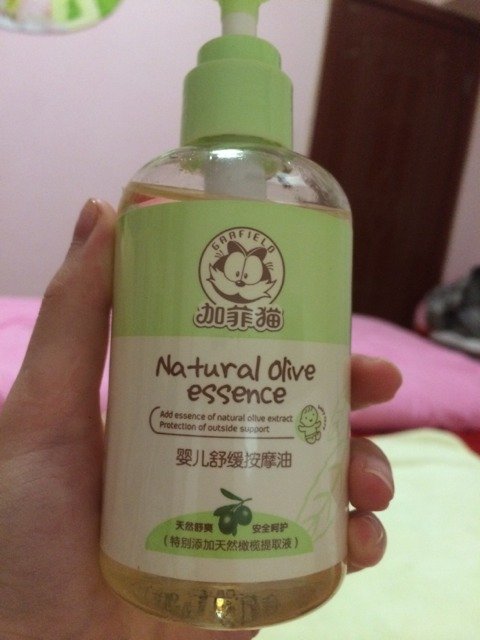 GARFIELD
加菲猫
Natural Olive
essence
Add essence of natural olive extract
Protection of outside support
婴儿舒缓按摩油
天然舒爽 安全呵护
(特别添加天然橄榄提取液)